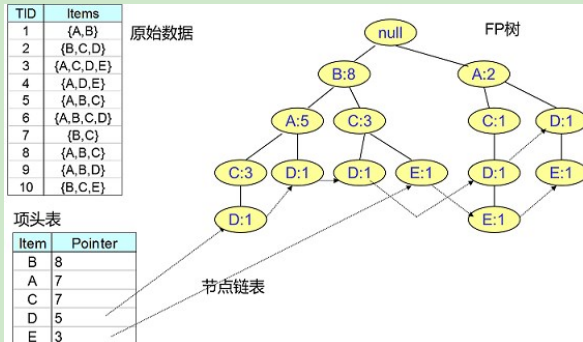 TID Items
1 {A,B}
2 {B,C,D}
3 {A,C,D,E}
4 {A,D,E}
5 {A,B,C}
6 {A,B,C,D}
7 {B,C}
8 {A,B,C}
9 {A,B,D}
10 {B,C,E}
原始数据
FP树
null
B:8 A:2
A:5 C:3 C:1 D:1
C:3 D:1 D:1 E:1 D:1 E:1
D:1 E:1
项头表
Item Pointer
B 8
A 7
C 7
D 5
E 3
节点链表